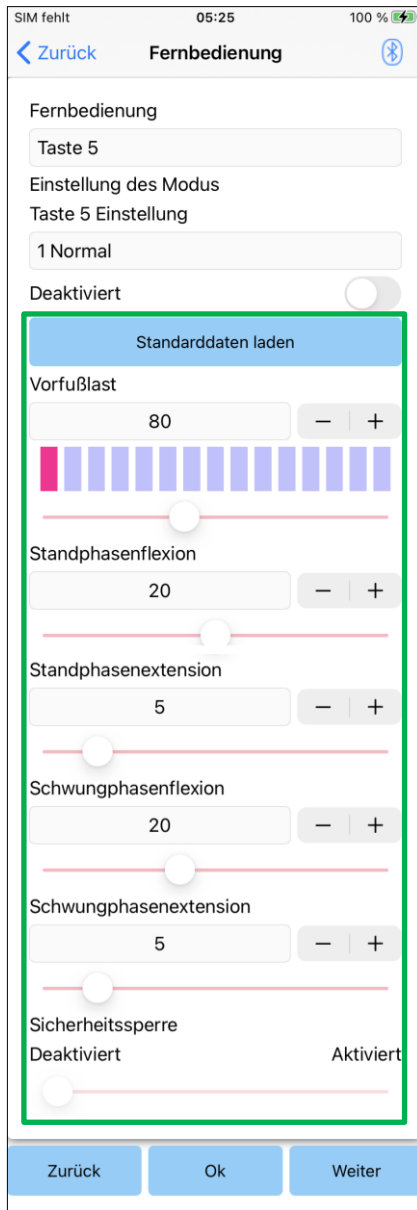 SIM fehlt 05:25 100 %
Zurück Fernbedienung
Fernbedienung
Taste 5
Einstellung des Modus
Taste 5 Einstellung
1 Normal
Deaktiviert
Standarddaten laden
Vorfußlast
80 − +
Standphasenflexion
20 − +
Standphasenextension
5 − +
Schwungphasenflexion
20 − +
Schwungphasenextension
5 − +
Sicherheitssperre
Deaktiviert Aktiviert
Zurück Ok Weiter